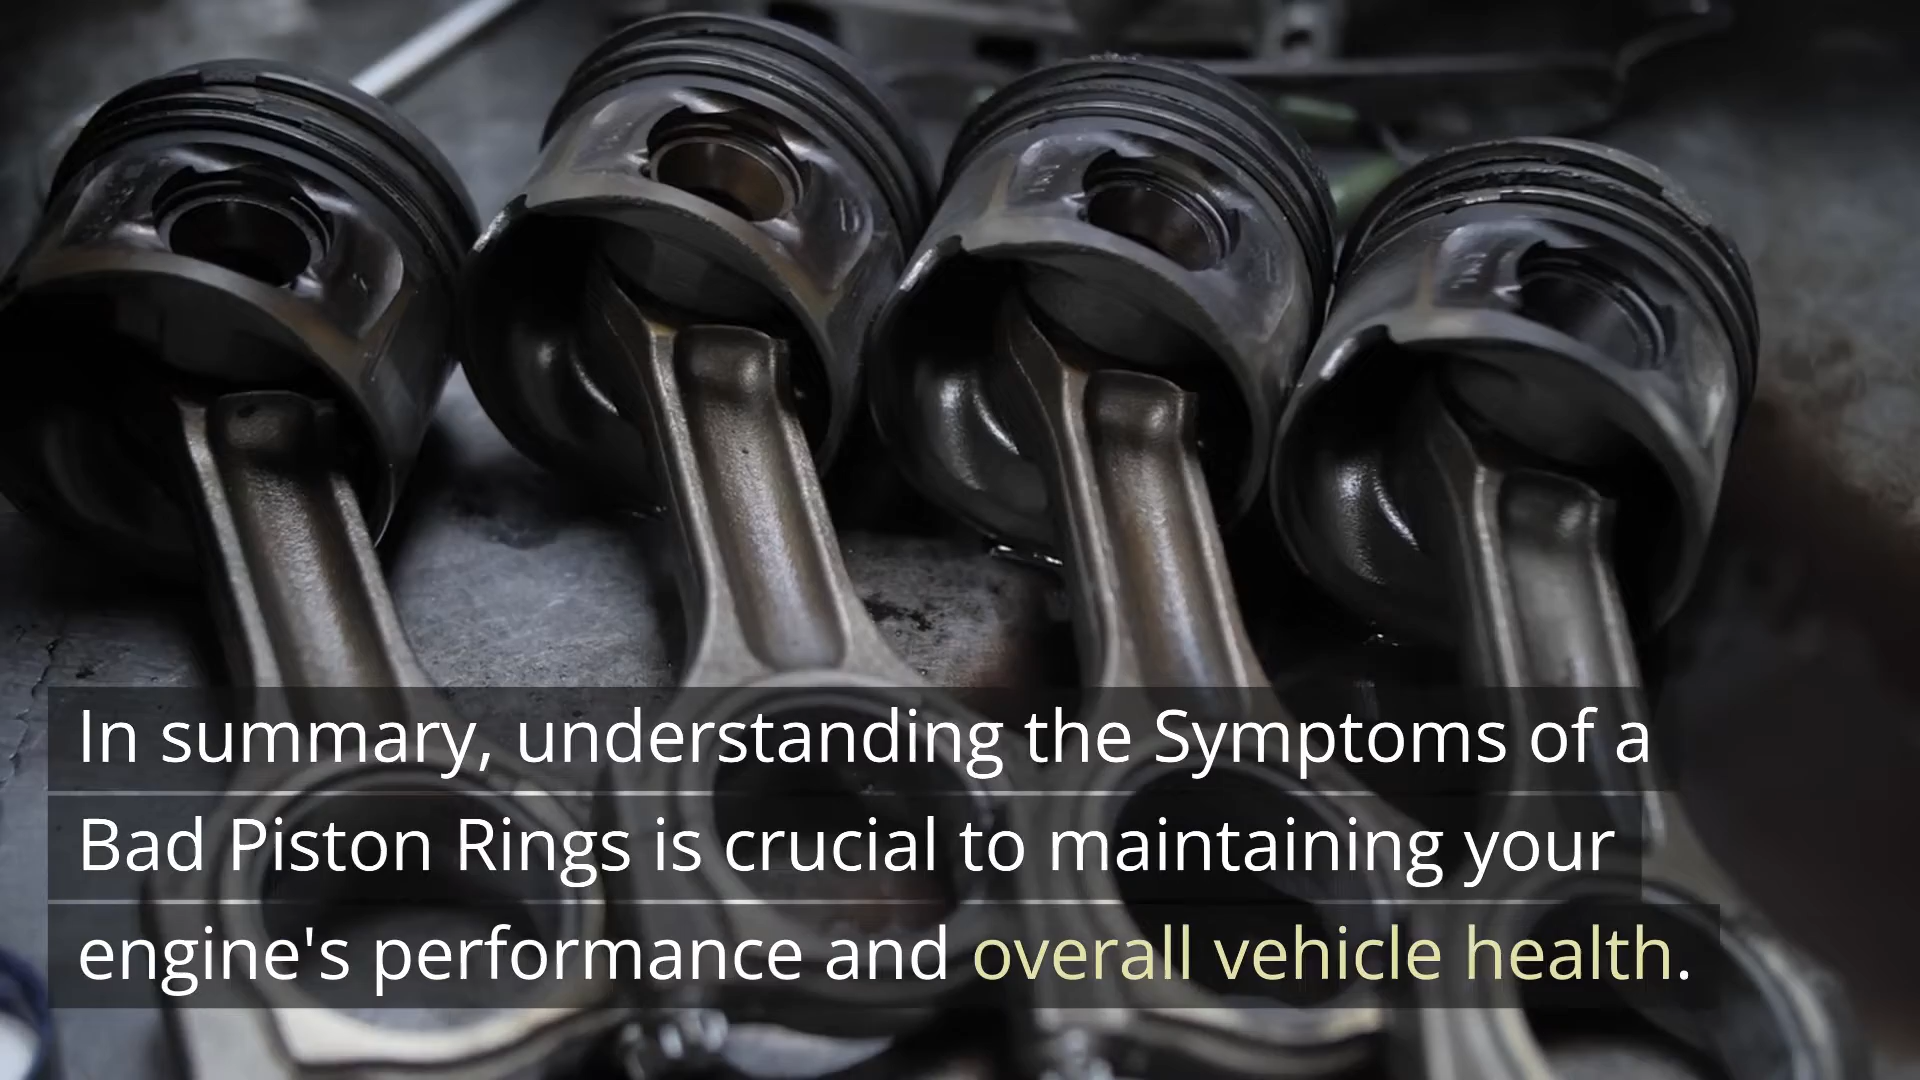 In summary, understanding the Symptoms of a
Bad Piston Rings is crucial to maintaining your
engine's performance and overall vehicle health.